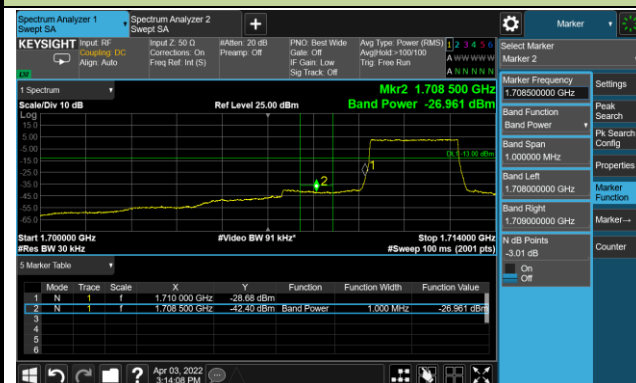 Spectrum Analyzer 1
Swept SA
Spectrum Analyzer 2
Swept SA
+
Marker
KEYSIGHT
Input: RF
Coupling: DC
Align: Auto
Input Z: 50 Ω
Corrections: On
Freq Ref: Int (S)
#Atten: 20 dB
Preamp: Off
PNO: Best Wide
Gate: Off
IF Gain: Low
Sig Track: Off
Avg Type: Power (RMS)
Avg|Hold:>100/100
Trig: Free Run
1 2 3 4 5 6
A W W W W W
A N N N N N
Select Marker
Marker 2
1 Spectrum
Scale/Div 10 dB
Ref Level 25.00 dBm
Mkr2 1.708 500 GHz
Band Power -26.961 dBm
Log
15.0
5.00
-5.00
-15.0
-25.0
-35.0
-45.0
-55.0
-65.0
DL1 -13.00 dBm
1
2
Start 1.700000 GHz
#Res BW 30 kHz
#Video BW 91 kHz*
Stop 1.714000 GHz
#Sweep 100 ms (2001 pts)
5 Marker Table
Mode Trace Scale X Y Function Function Width Function Value
1 N 1 f 1.710 000 GHz -28.68 dBm
2 N 1 f 1.708 500 GHz -42.40 dBm Band Power 1.000 MHz -26.961 dBm
3
4
5
6
Marker Frequency
1.708500000 GHz
Band Function
Band Power
Band Span
1.000000 MHz
Band Left
1.708000000 GHz
Band Right
1.709000000 GHz
N dB Points
-3.01 dB
On
Off
Settings
Peak
Search
Pk Search
Config
Properties
Marker
Function
Marker→
Counter
?
Apr 03, 2022
3:14:08 PM